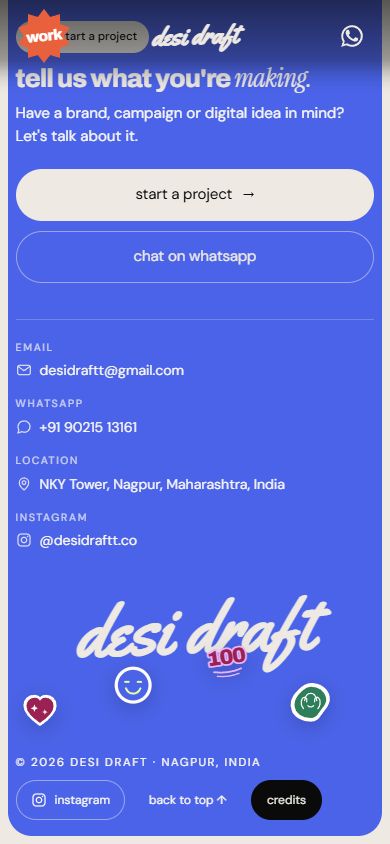 work
start a project
desi draft
tell us what you're making.
Have a brand, campaign or digital idea in mind?
Let's talk about it.
start a project →
chat on whatsapp
EMAIL
desidraftt@gmail.com
WHATSAPP
+91 90215 13161
LOCATION
NKY Tower, Nagpur, Maharashtra, India
INSTAGRAM
@desidraftt.co
desi draft
100
© 2026 DESI DRAFT · NAGPUR, INDIA
instagram
back to top ↑
credits